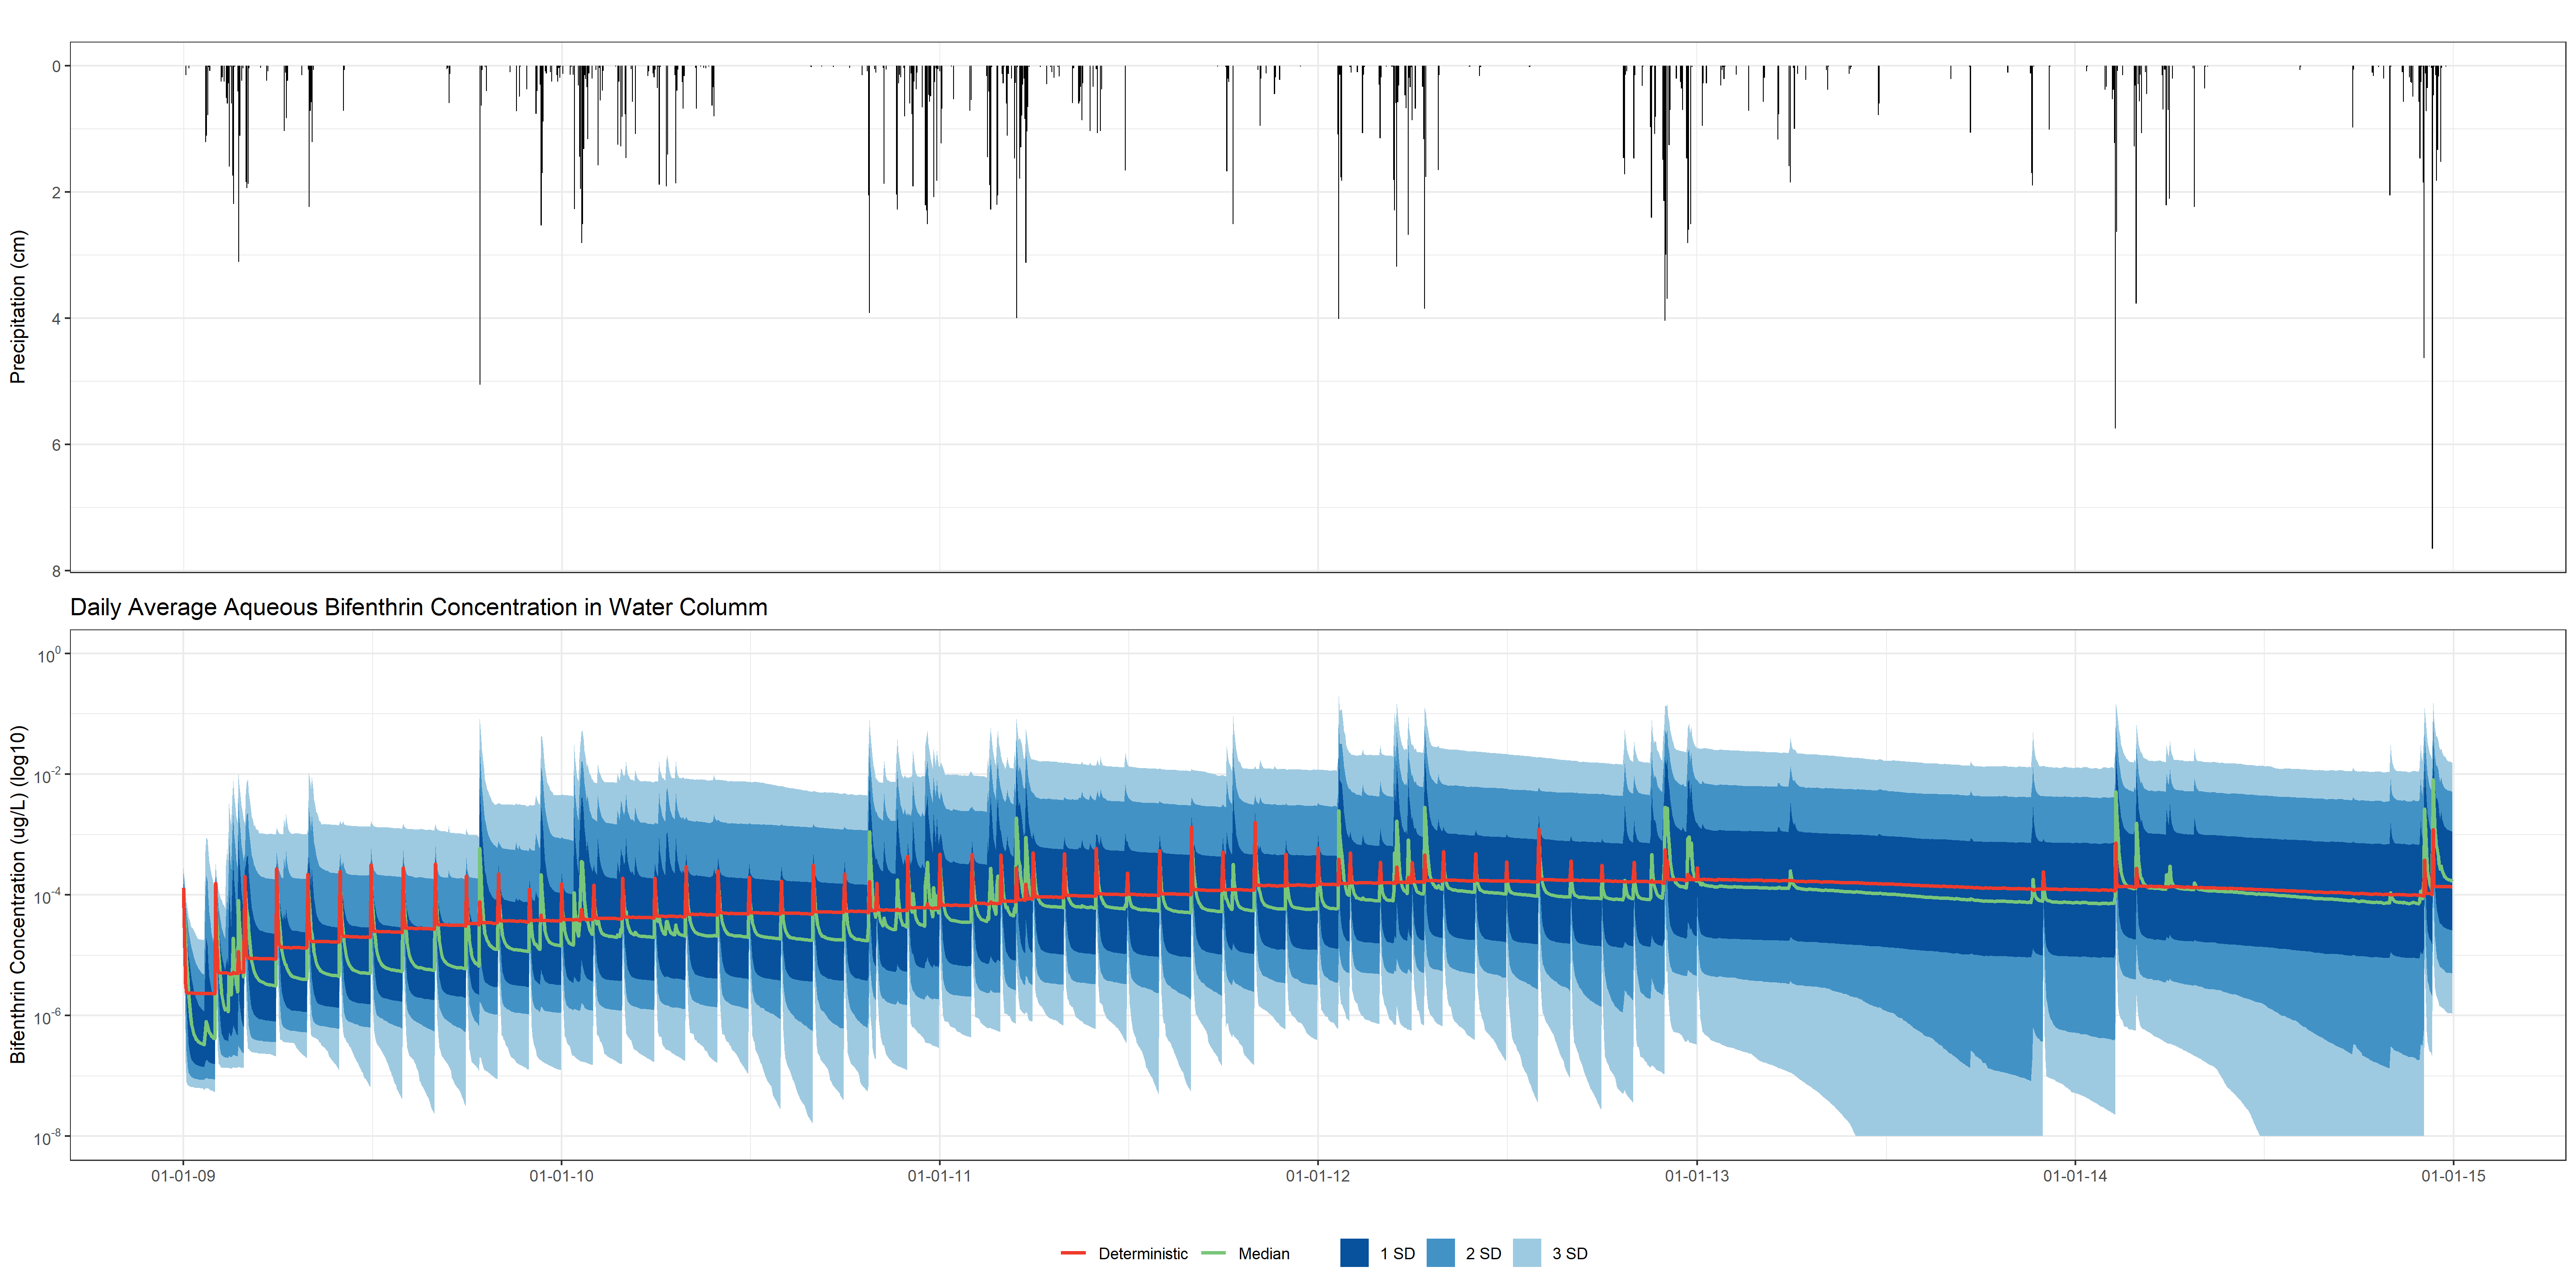 0
2
4
6
8
Precipitation (cm)
Daily Average Aqueous Bifenthrin Concentration in Water Columm
10^0
10^-2
10^-4
10^-6
10^-8
Bifenthrin Concentration (ug/L) (log10)
01-01-09 01-01-10 01-01-11 01-01-12 01-01-13 01-01-14 01-01-15
Deterministic Median 1 SD 2 SD 3 SD